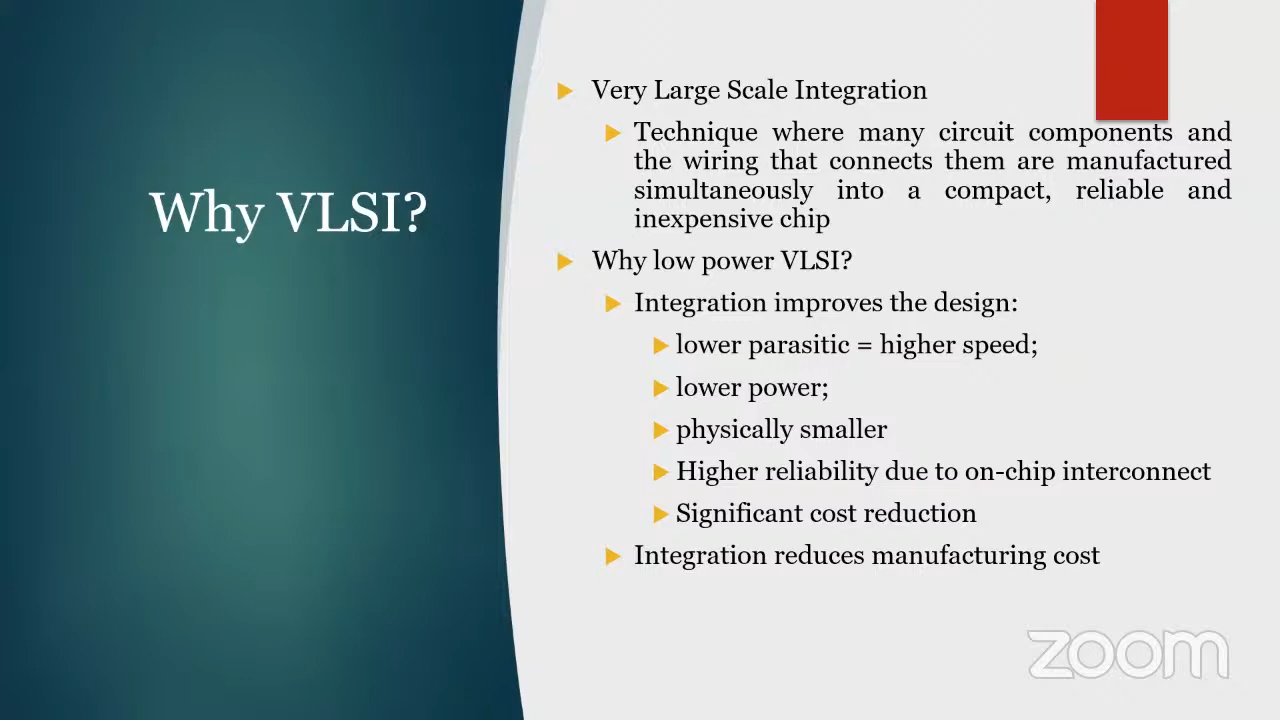 Why VLSI?
Very Large Scale Integration
Technique where many circuit components and
the wiring that connects them are manufactured
simultaneously into a compact, reliable and
inexpensive chip
Why low power VLSI?
Integration improves the design:
lower parasitic = higher speed;
lower power;
physically smaller
Higher reliability due to on-chip interconnect
Significant cost reduction
Integration reduces manufacturing cost
zoom